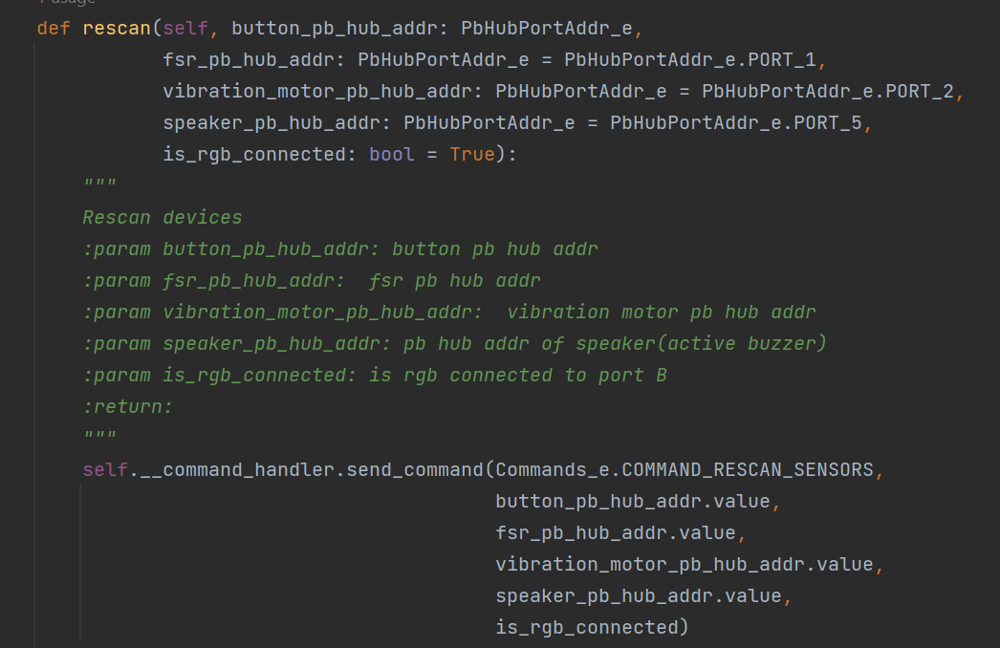 1 usage
def rescan(self, button_pb_hub_addr: PbHubPortAddr_e,
fsr_pb_hub_addr: PbHubPortAddr_e = PbHubPortAddr_e.PORT_1,
vibration_motor_pb_hub_addr: PbHubPortAddr_e = PbHubPortAddr_e.PORT_2,
speaker_pb_hub_addr: PbHubPortAddr_e = PbHubPortAddr_e.PORT_5,
is_rgb_connected: bool = True):
"""
Rescan devices
:param button_pb_hub_addr: button pb hub addr
:param fsr_pb_hub_addr:  fsr pb hub addr
:param vibration_motor_pb_hub_addr:  vibration motor pb hub addr
:param speaker_pb_hub_addr: pb hub addr of speaker(active buzzer)
:param is_rgb_connected: is rgb connected to port B
:return:
"""
self.__command_handler.send_command(Commands_e.COMMAND_RESCAN_SENSORS,
button_pb_hub_addr.value,
fsr_pb_hub_addr.value,
vibration_motor_pb_hub_addr.value,
speaker_pb_hub_addr.value,
is_rgb_connected)